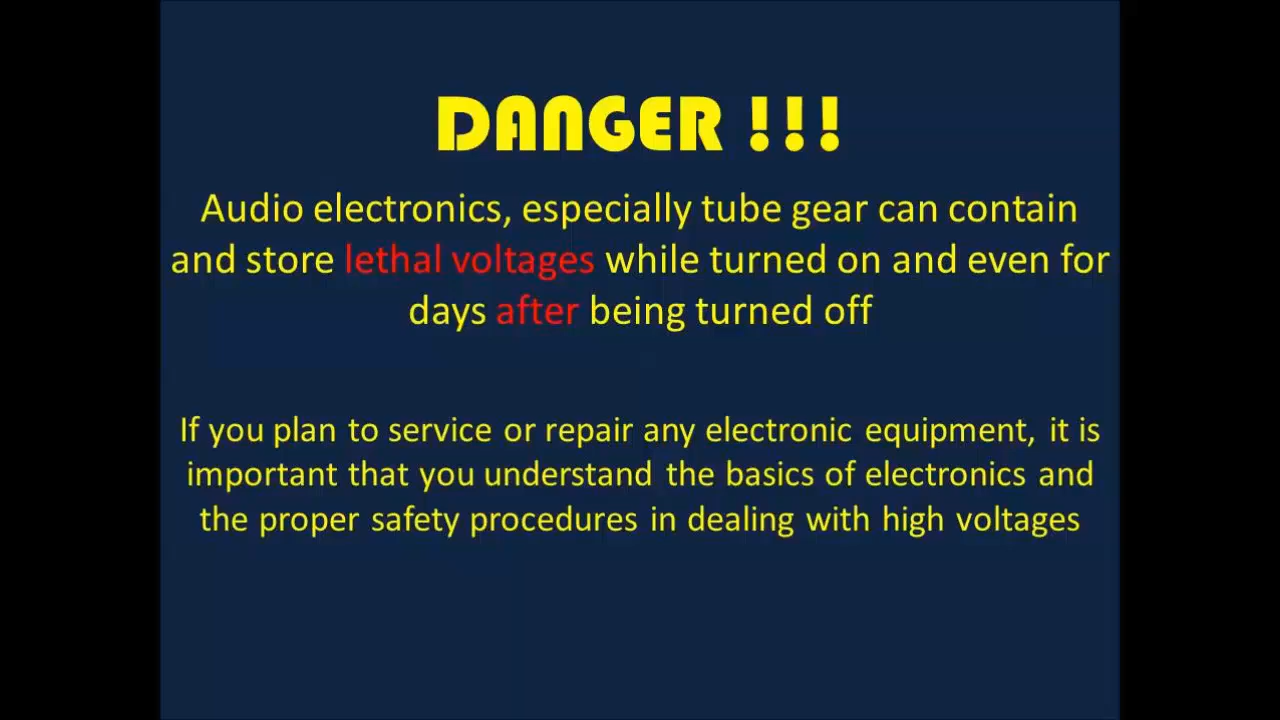 DANGER !!!
Audio electronics, especially tube gear can contain
and store lethal voltages while turned on and even for
days after being turned off
If you plan to service or repair any electronic equipment, it is
important that you understand the basics of electronics and
the proper safety procedures in dealing with high voltages